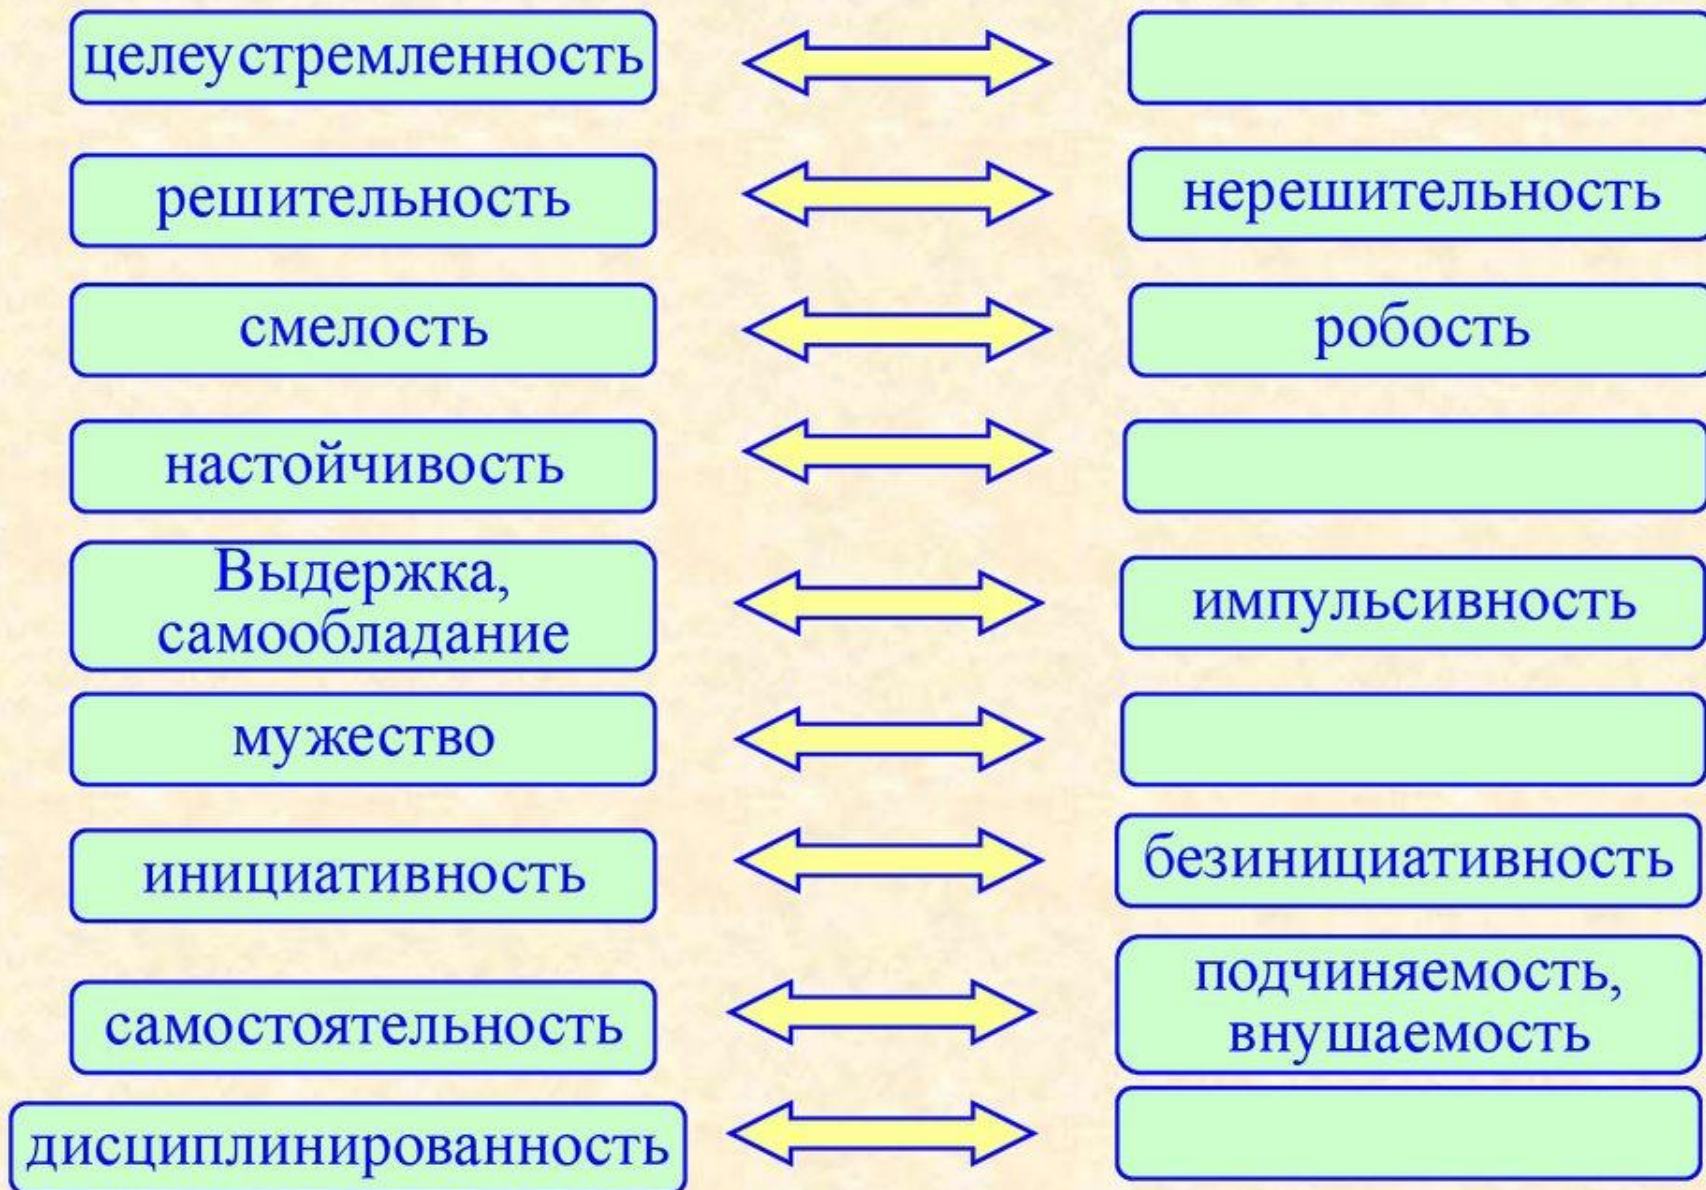 целеустремленность
решительность
нерешительность
смелость
робость
настойчивость
Выдержка,
самообладание
импульсивность
мужество
инициативность
безинициативность
самостоятельность
подчиняемость,
внушаемость
дисциплинированность